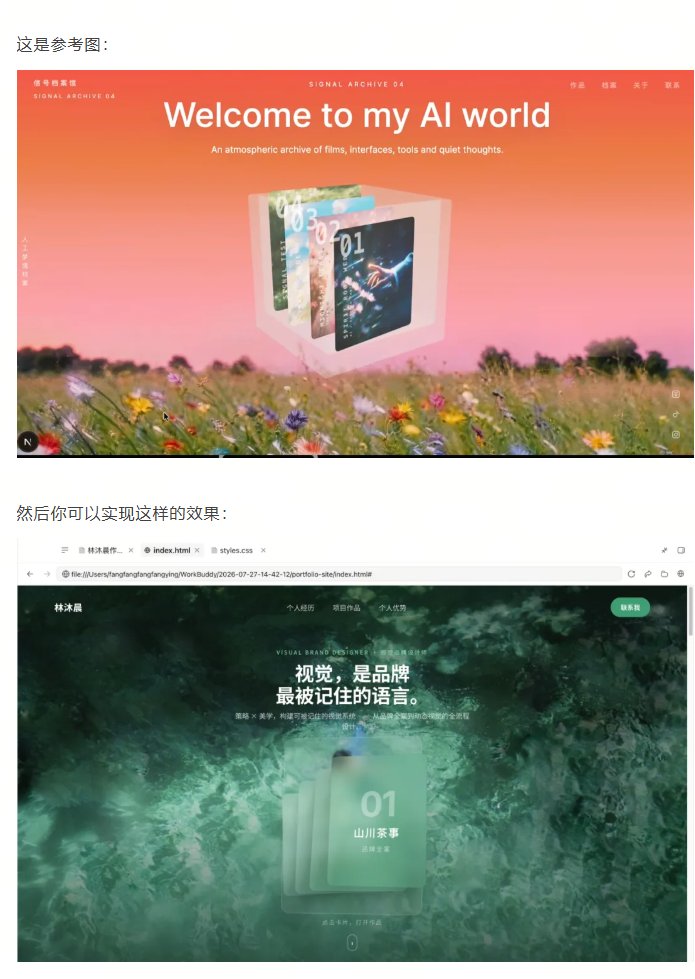 这是参考图：
信号档案馆
SIGNAL ARCHIVE 04
SIGNAL ARCHIVE 04
作品 档案 关于 联系
Welcome to my AI world
An atmospheric archive of films, interfaces, tools and quiet thoughts.
04
03
02
01
SIGNAL TEST
N
然后你可以实现这样的效果：
林沐晨作... × index.html × styles.css ×
file:///Users/fangfangfangfangying/WorkBuddy/2026-07-27-14-42-12/portfolio-site/index.html#
林沐晨
个人经历 项目作品 个人优势
联系我
VISUAL BRAND DESIGNER
视觉，是品牌
最被记住的语言。
策略 × 美学，构建可被记住的视觉系统 从品牌全案到动态视觉的全流程
设计
01
山川茶事
品牌全案
点击卡片，打开作品